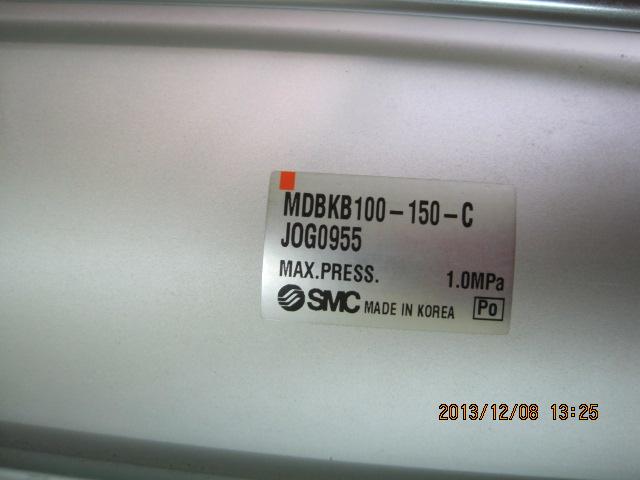 MDBKB100-150-C
JOG0955
MAX.PRESS. 1.0MPa
SMC MADE IN KOREA Po
2013/12/08 13:25